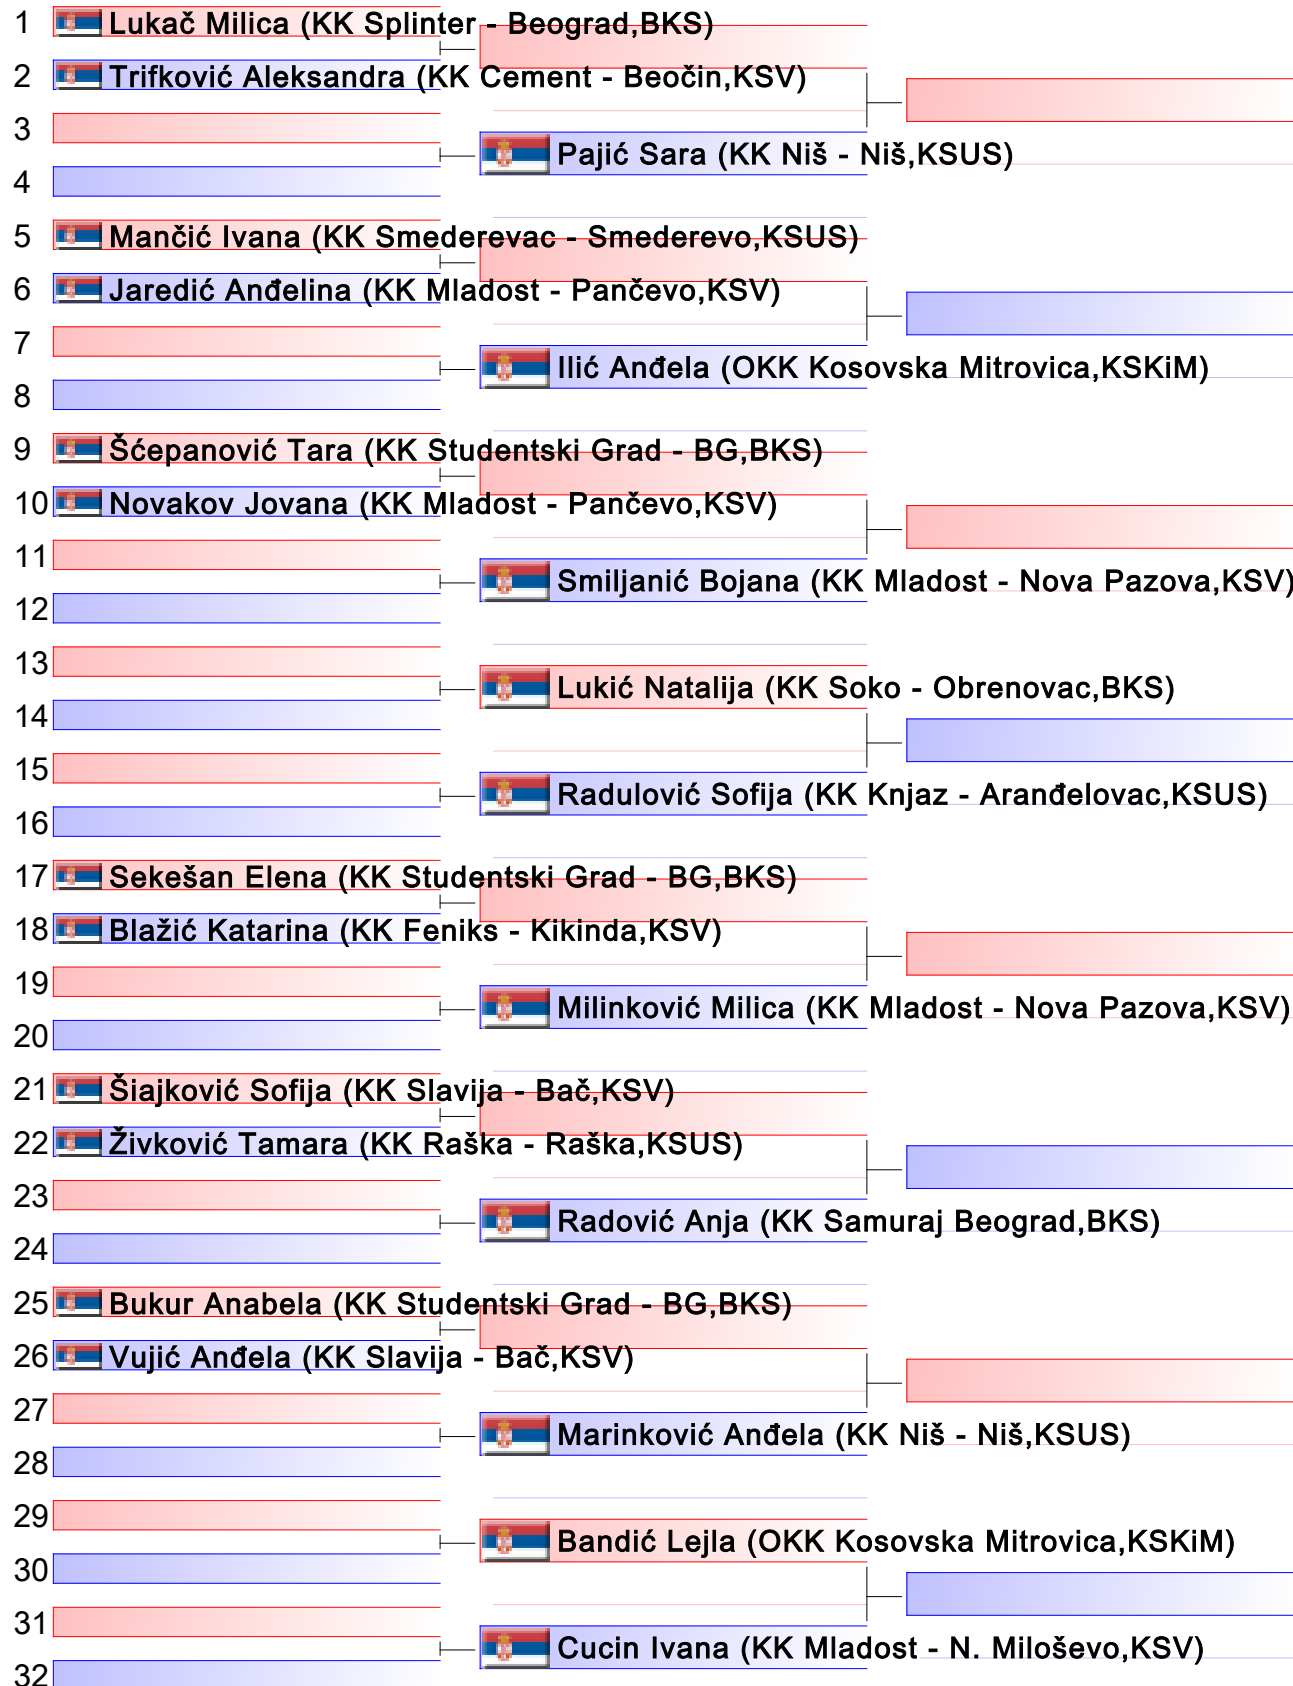 1 Lukač Milica (KK Splinter - Beograd,BKS)
2 Trifković Aleksandra (KK Cement - Beočin,KSV)
3
Pajić Sara (KK Niš - Niš,KSUS)
4
5 Mančić Ivana (KK Smederevac - Smederevo,KSUS)
6 Jaredić Anđelina (KK Mladost - Pančevo,KSV)
7
Ilić Anđela (OKK Kosovska Mitrovica,KSKiM)
8
9 Šćepanović Tara (KK Studentski Grad - BG,BKS)
10 Novakov Jovana (KK Mladost - Pančevo,KSV)
11
Smiljanić Bojana (KK Mladost - Nova Pazova,KSV)
12
13
Lukić Natalija (KK Soko - Obrenovac,BKS)
14
15
Radulović Sofija (KK Knjaz - Aranđelovac,KSUS)
16
17 Sekešan Elena (KK Studentski Grad - BG,BKS)
18 Blažić Katarina (KK Feniks - Kikinda,KSV)
19
Milinković Milica (KK Mladost - Nova Pazova,KSV)
20
21 Šiajković Sofija (KK Slavija - Bač,KSV)
22 Živković Tamara (KK Raška - Raška,KSUS)
23
Radović Anja (KK Samuraj Beograd,BKS)
24
25 Bukur Anabela (KK Studentski Grad - BG,BKS)
26 Vujić Anđela (KK Slavija - Bač,KSV)
27
Marinković Anđela (KK Niš - Niš,KSUS)
28
29
Bandić Lejla (OKK Kosovska Mitrovica,KSKiM)
30
31
Cucin Ivana (KK Mladost - N. Miloševo,KSV)
32